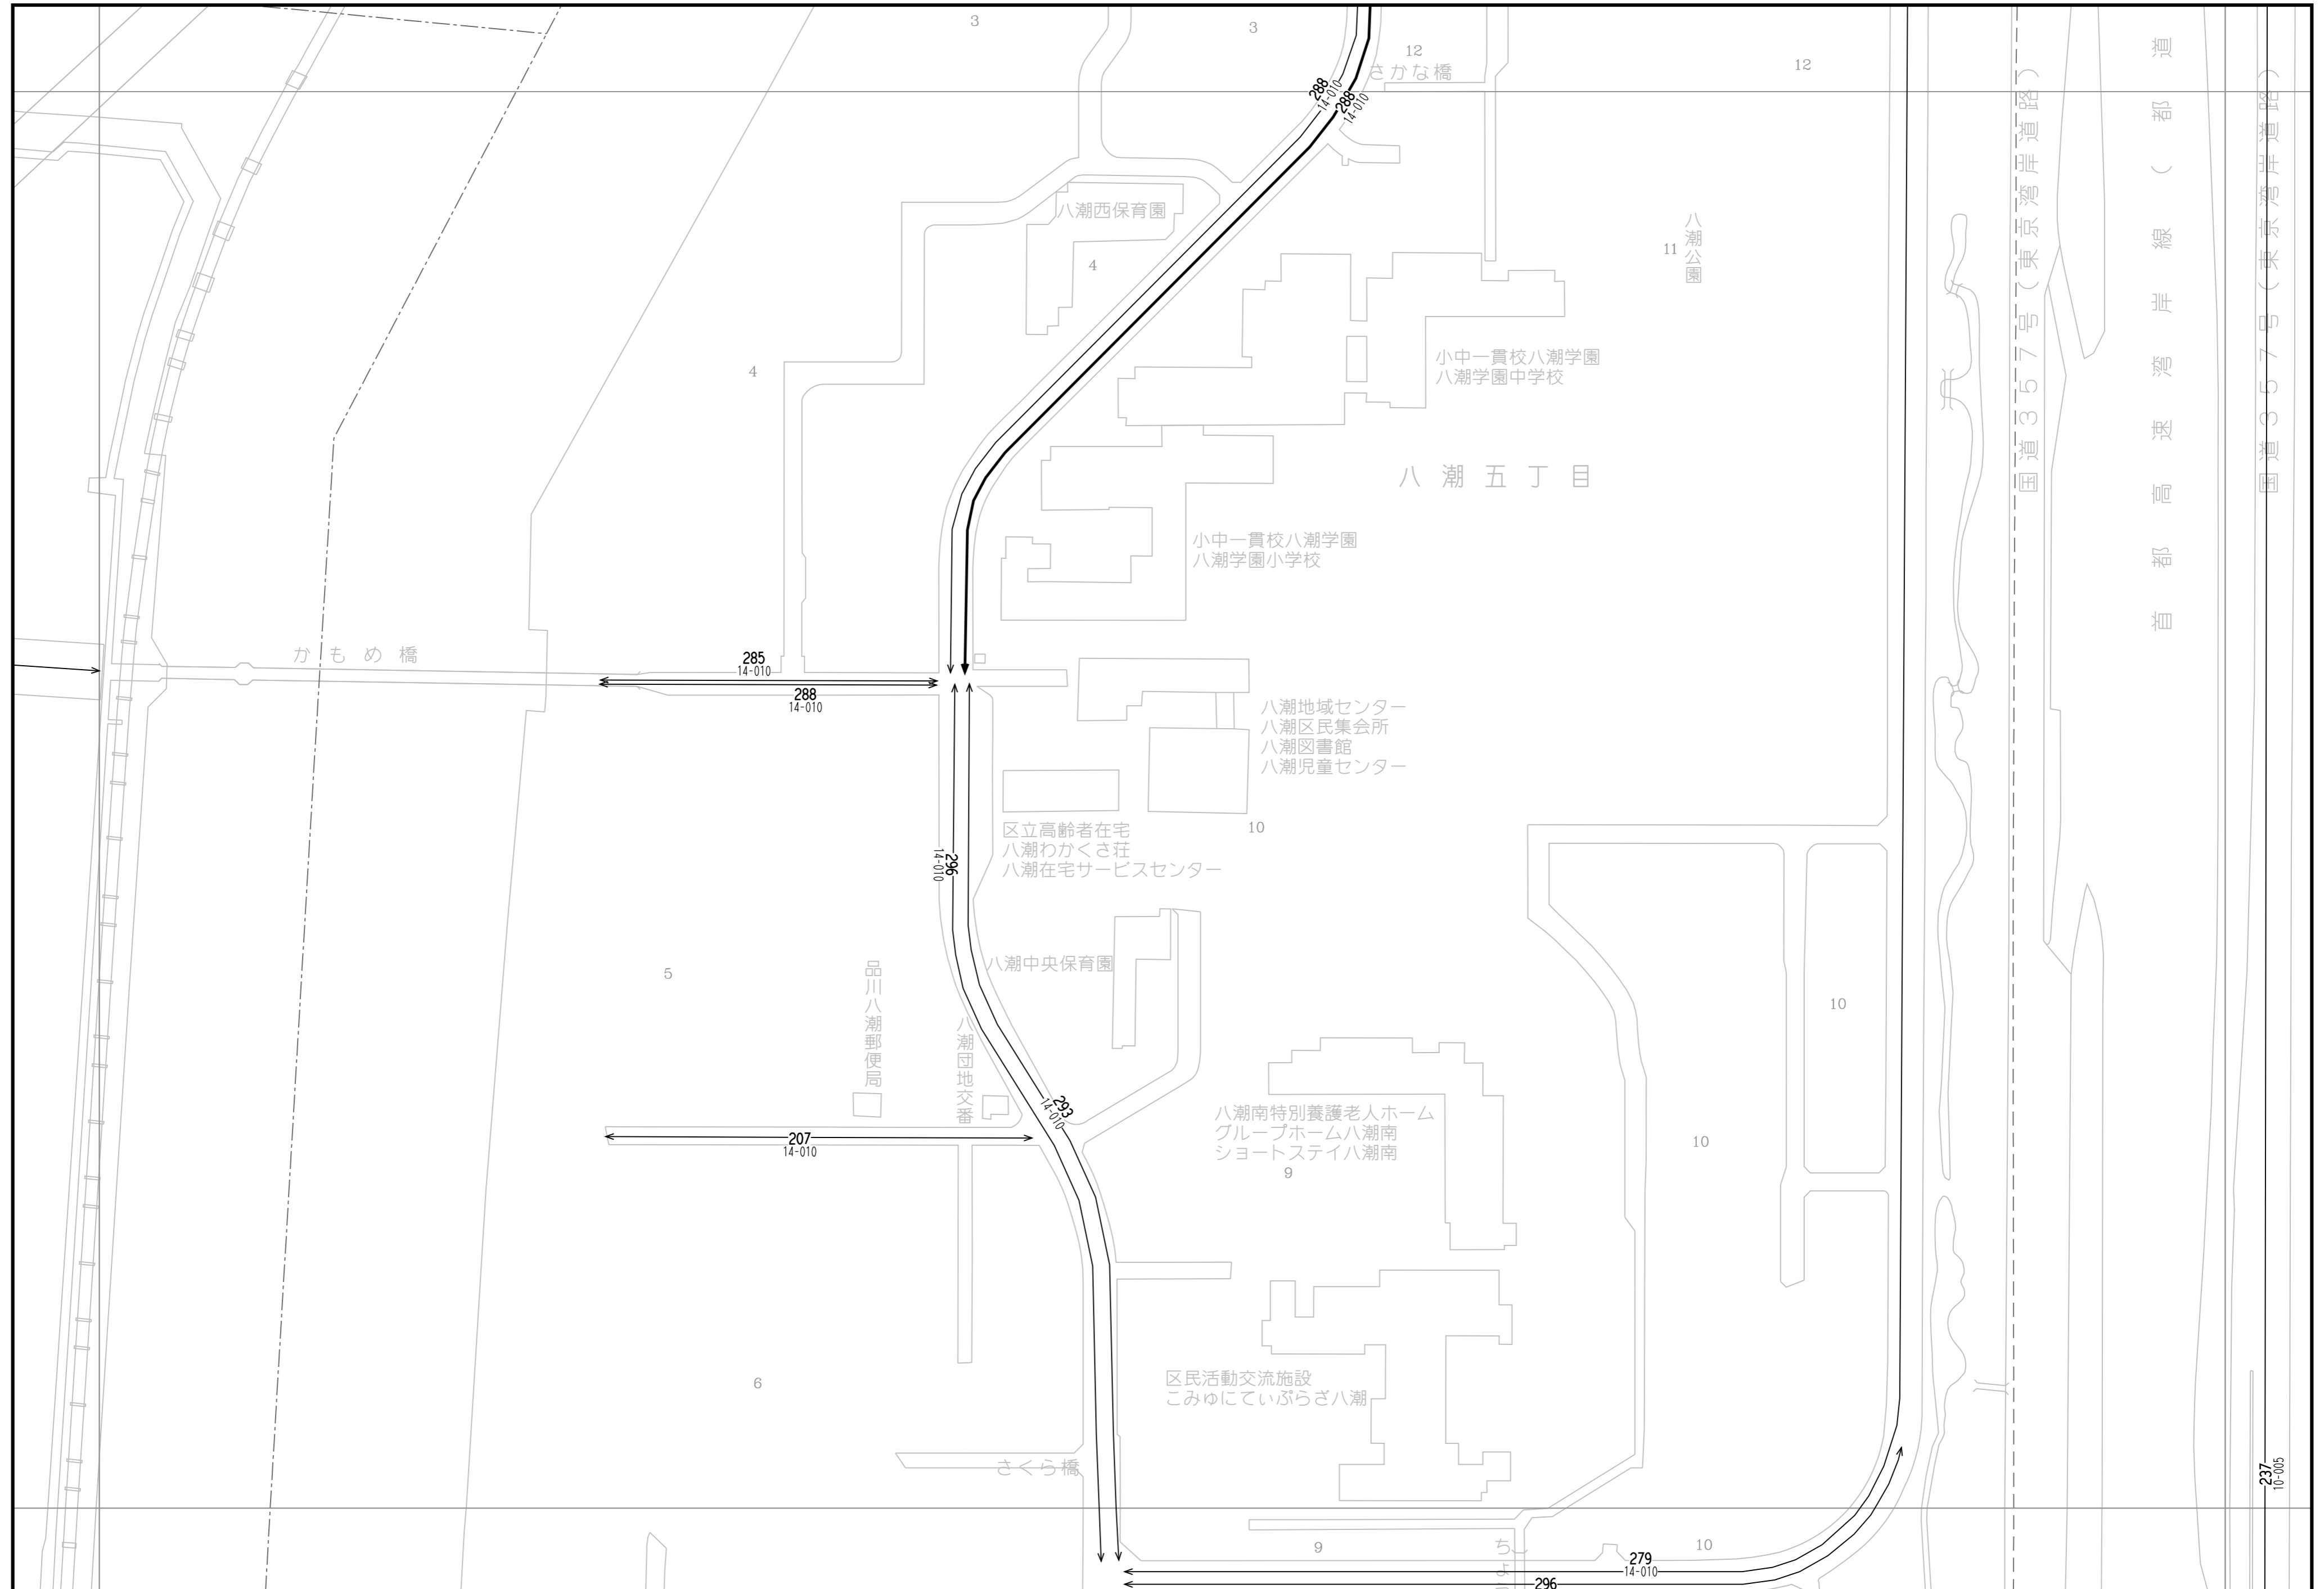 3
3
12
さかな橋
12
288
14-010
288
14-010
八潮西保育園
4
11
八潮公園
小中一貫校八潮学園
八潮学園中学校
4
八潮五丁目
小中一貫校八潮学園
八潮学園小学校
国道357号(東京湾岸道路)
首都高速湾岸線(都道
国道357号(東京湾岸道路)
かもめ橋
285
14-010
288
14-010
八潮地域センター
八潮区民集会所
八潮図書館
八潮児童センター
10
区立高齢者在宅
八潮わかくさ荘
八潮在宅サービスセンター
296
14-010
八潮中央保育園
5
品川八潮郵便局
八潮団地交番
10
293
14-010
207
14-010
八潮南特別養護老人ホーム
グループホーム八潮南
ショートステイ八潮南
9
10
6
区民活動交流施設
こみゅにてぃぷらざ八潮
さくら橋
237
10-005
9
ちょ
10
279
14-010
296